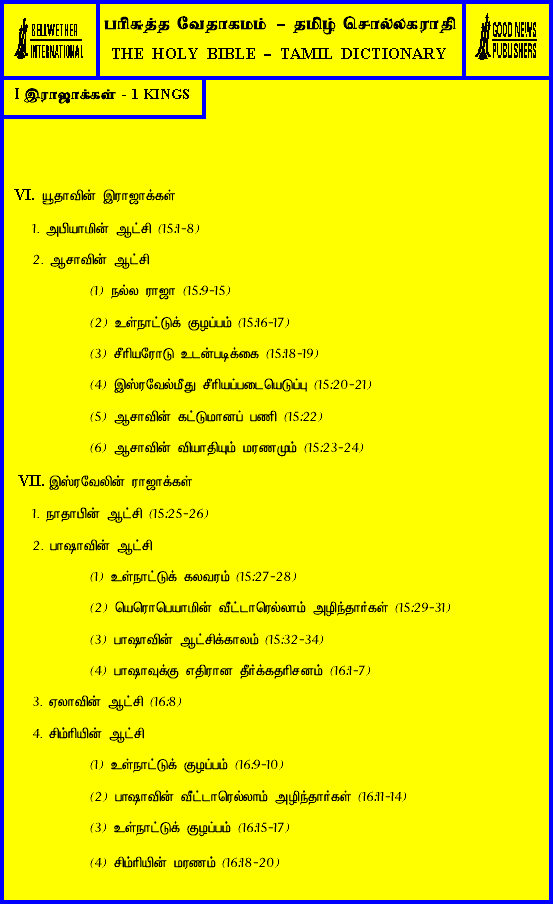 BELLWETHER
INTERNATIONAL
பரிசுத்த வேதாகமம் – தமிழ் சொல்லகராதி
THE HOLY BIBLE – TAMIL DICTIONARY
GOOD NEWS
PUBLISHERS
I இராஜாக்கள் - 1 KINGS
VI. யூதாவின் இராஜாக்கள்
1. அபியாமின் ஆட்சி (15:1-8)
2. ஆசாவின் ஆட்சி
(1) நல்ல ராஜா (15:9-15)
(2) உள்நாட்டுக் குழப்பம் (15:16-17)
(3) சீரியரோடு உடன்படிக்கை (15:18-19)
(4) இஸ்ரவேல்மீது சீரியப்படையெடுப்பு (15:20-21)
(5) ஆசாவின் கட்டுமானப் பணி (15:22)
(6) ஆசாவின் வியாதியும் மரணமும் (15:23-24)
VII. இஸ்ரவேலின் ராஜாக்கள்
1. நாதாபின் ஆட்சி (15:25-26)
2. பாஷாவின் ஆட்சி
(1) உள்நாட்டுக் கலவரம் (15:27-28)
(2) யெரொபெயாமின் வீட்டாரெல்லாம் அழிந்தார்கள் (15:29-31)
(3) பாஷாவின் ஆட்சிக்காலம் (15:32-34)
(4) பாஷாவுக்கு எதிரான தீர்க்கதரிசனம் (16:1-7)
3. ஏலாவின் ஆட்சி (16:8)
4. சிம்ரியின் ஆட்சி
(1) உள்நாட்டுக் குழப்பம் (16:9-10)
(2) பாஷாவின் வீட்டாரெல்லாம் அழிந்தார்கள் (16:11-14)
(3) உள்நாட்டுக் குழப்பம் (16:15-17)
(4) சிம்ரியின் மரணம் (16:18-20)